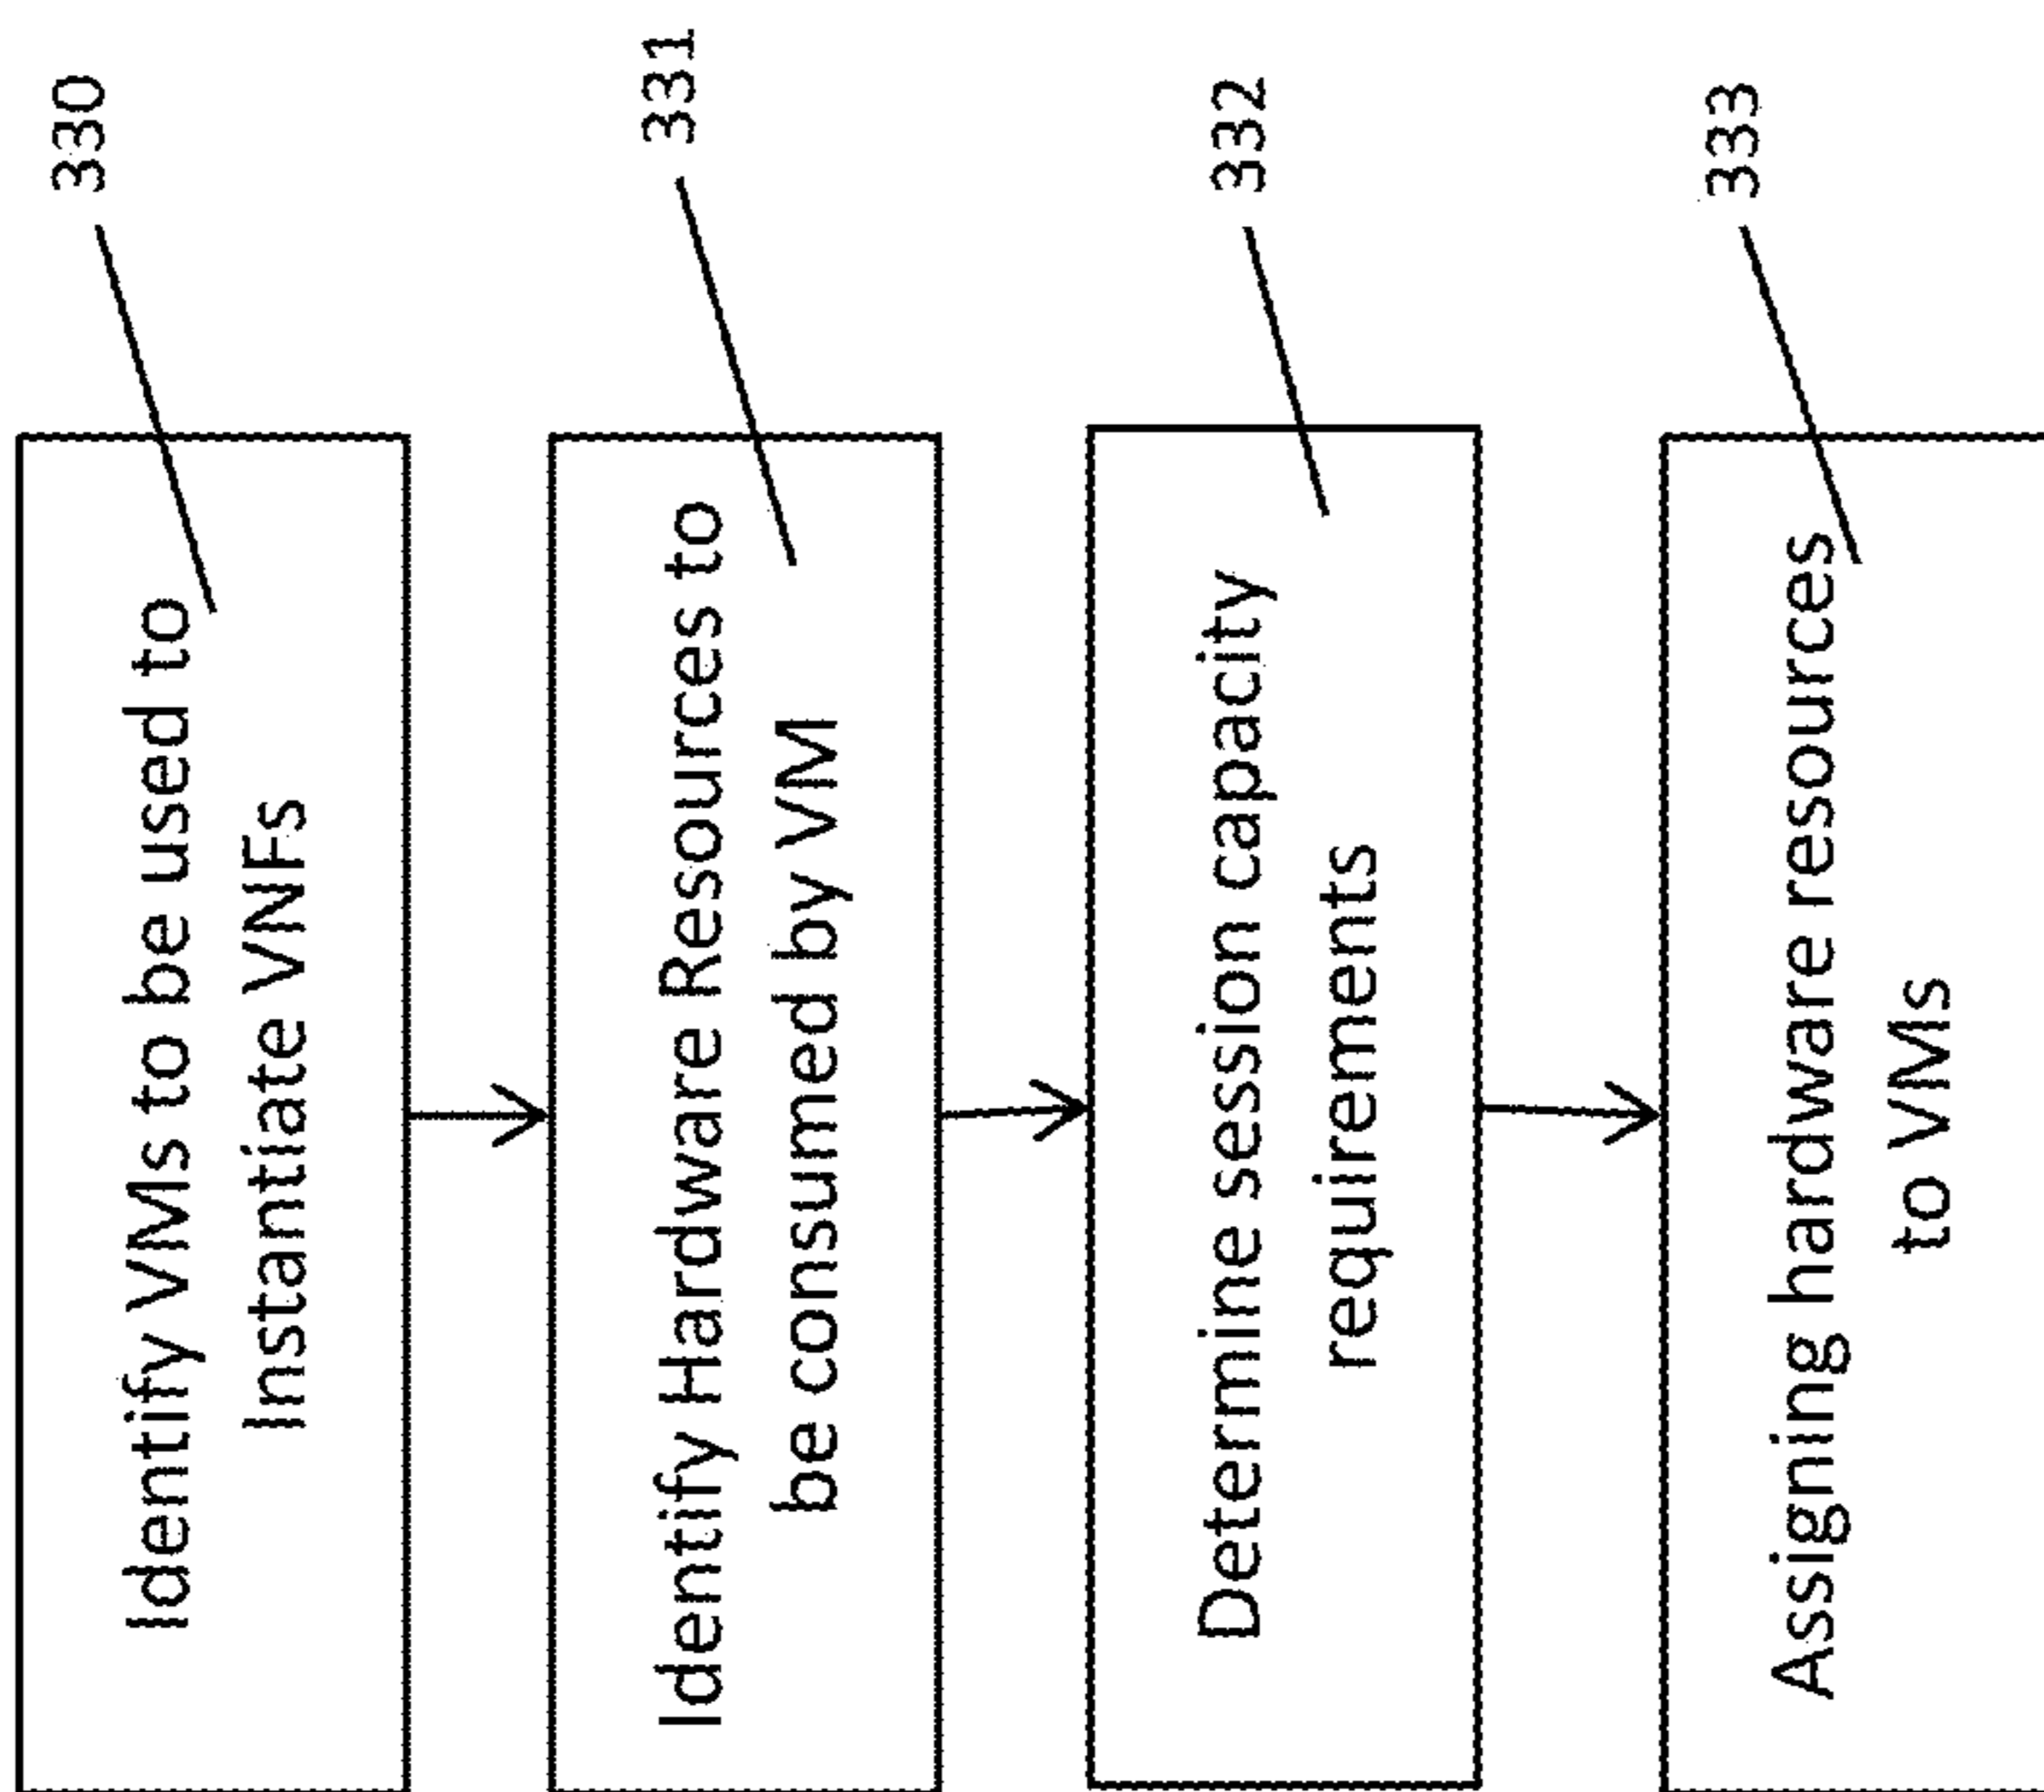 Identify VMs to be used to
Instantiate VNFs
330
Identify Hardware Resources to
be consumed by VM
331
Determine session capacity
requirements
332
Assigning hardware resources
to VMs
333